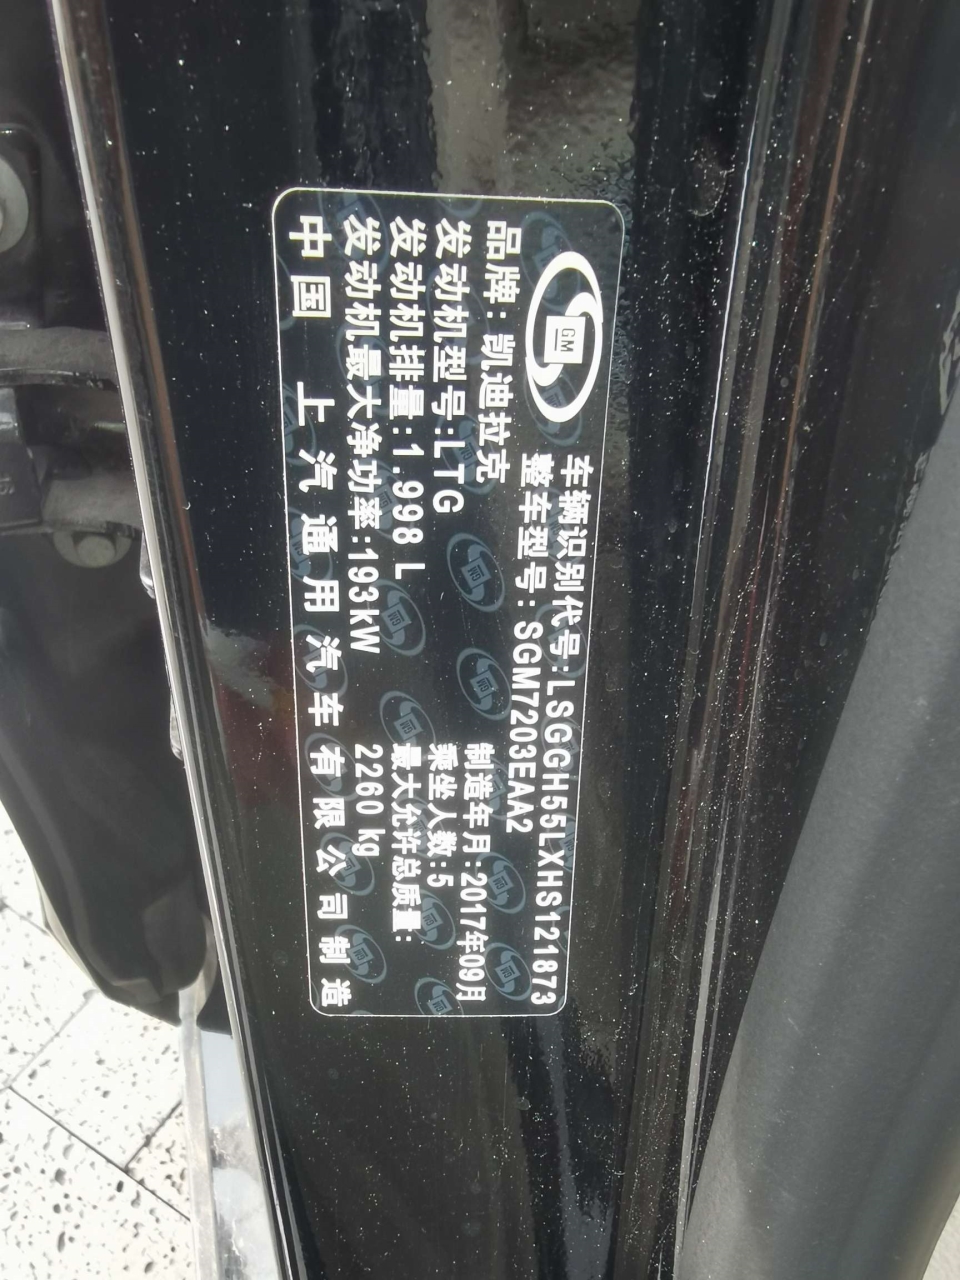 GM
车辆识别代号:LSGGH55LXHS121873
整车型号:SGM7203EAA2
品牌:凯迪拉克
制造年月:2017年09月
发动机型号:LTG
乘坐人数:5
发动机排量:1.998 L
最大允许总质量:
发动机最大净功率:193kW
2260 kg
中国 上汽通用汽车有限公司制造